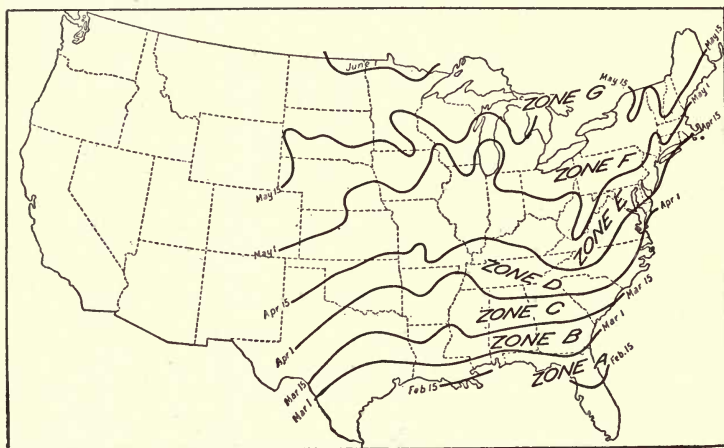 June 1
May 15
May 15
ZONE G
May 1
Apr 15
ZONE F
May 15
ZONE E
May 1
Apr 1
ZONE D
Apr 15
Mar 15
ZONE C
Mar 1
Apr 1
ZONE B
Mar 15
Mar 1
Feb 15
ZONE A
Feb 15